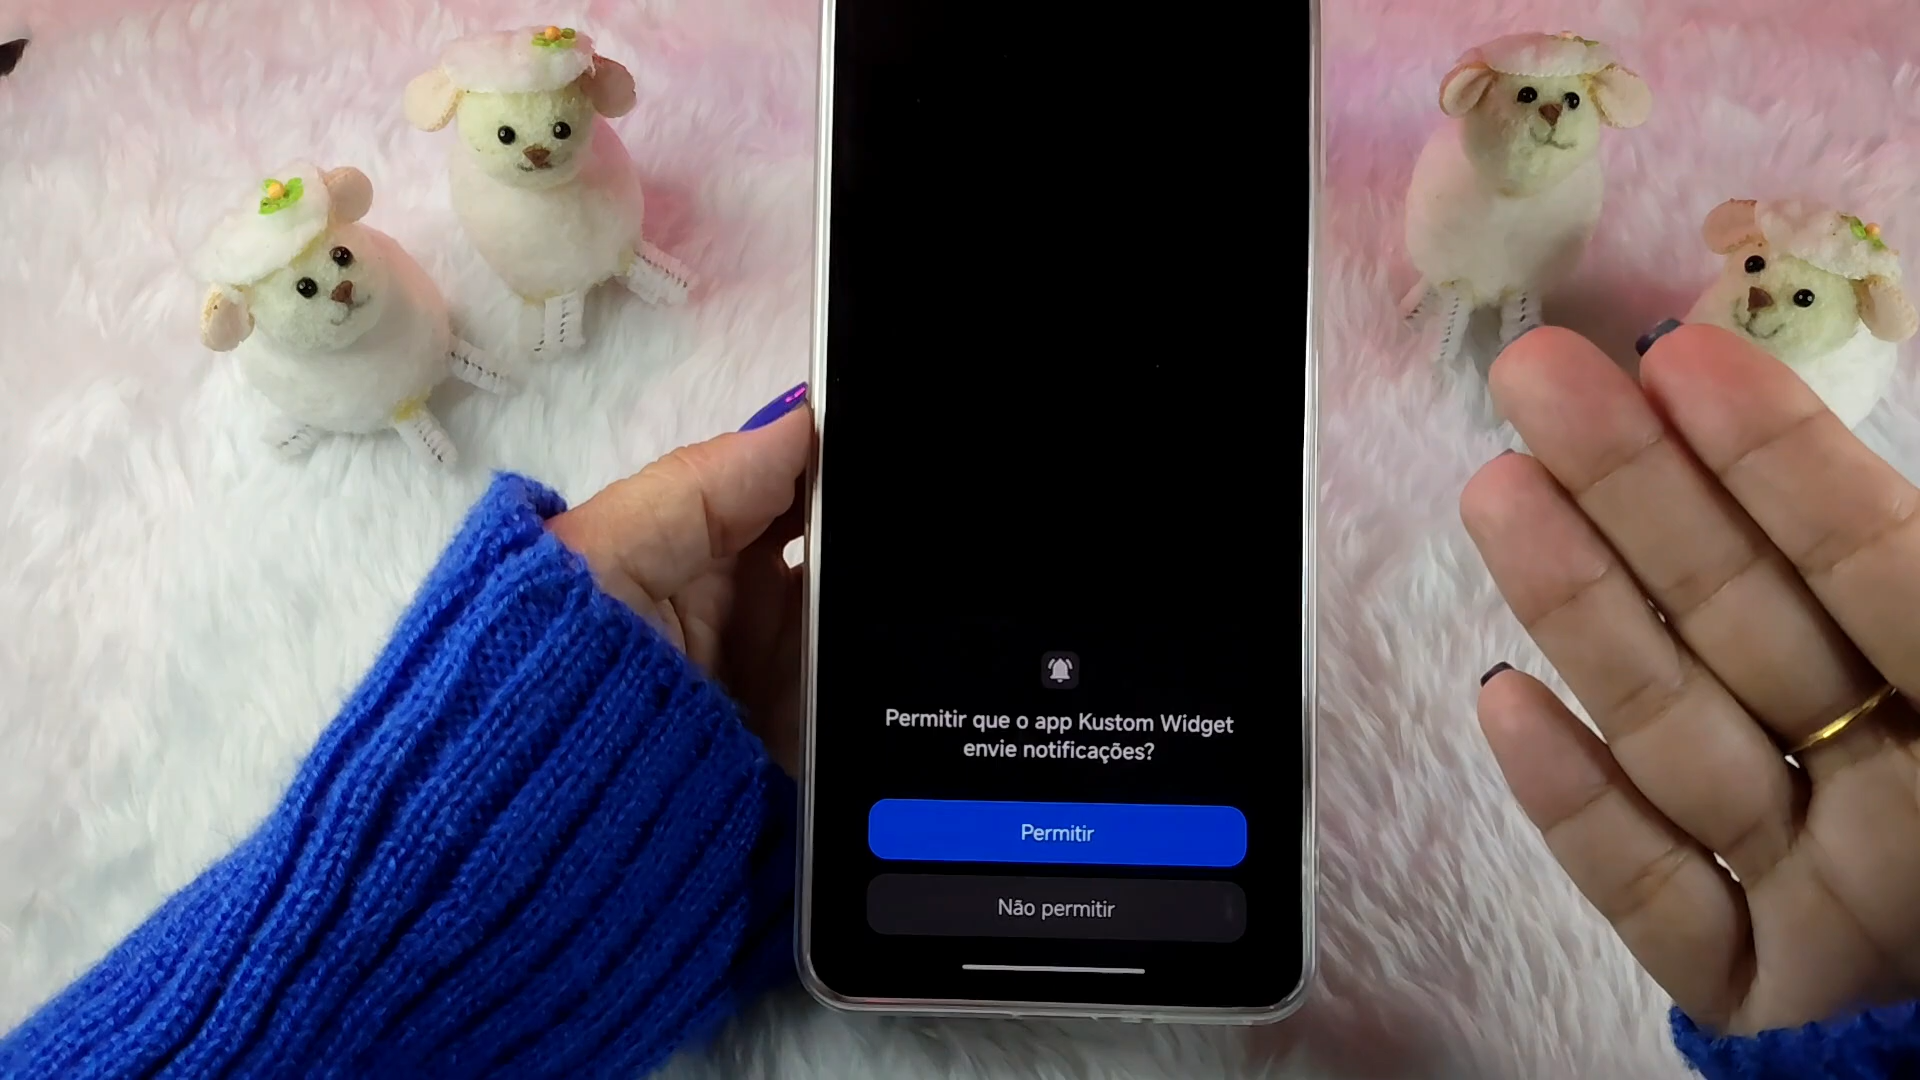 Permitir que o app Kustom Widget
envie notificações?
Permitir
Não permitir